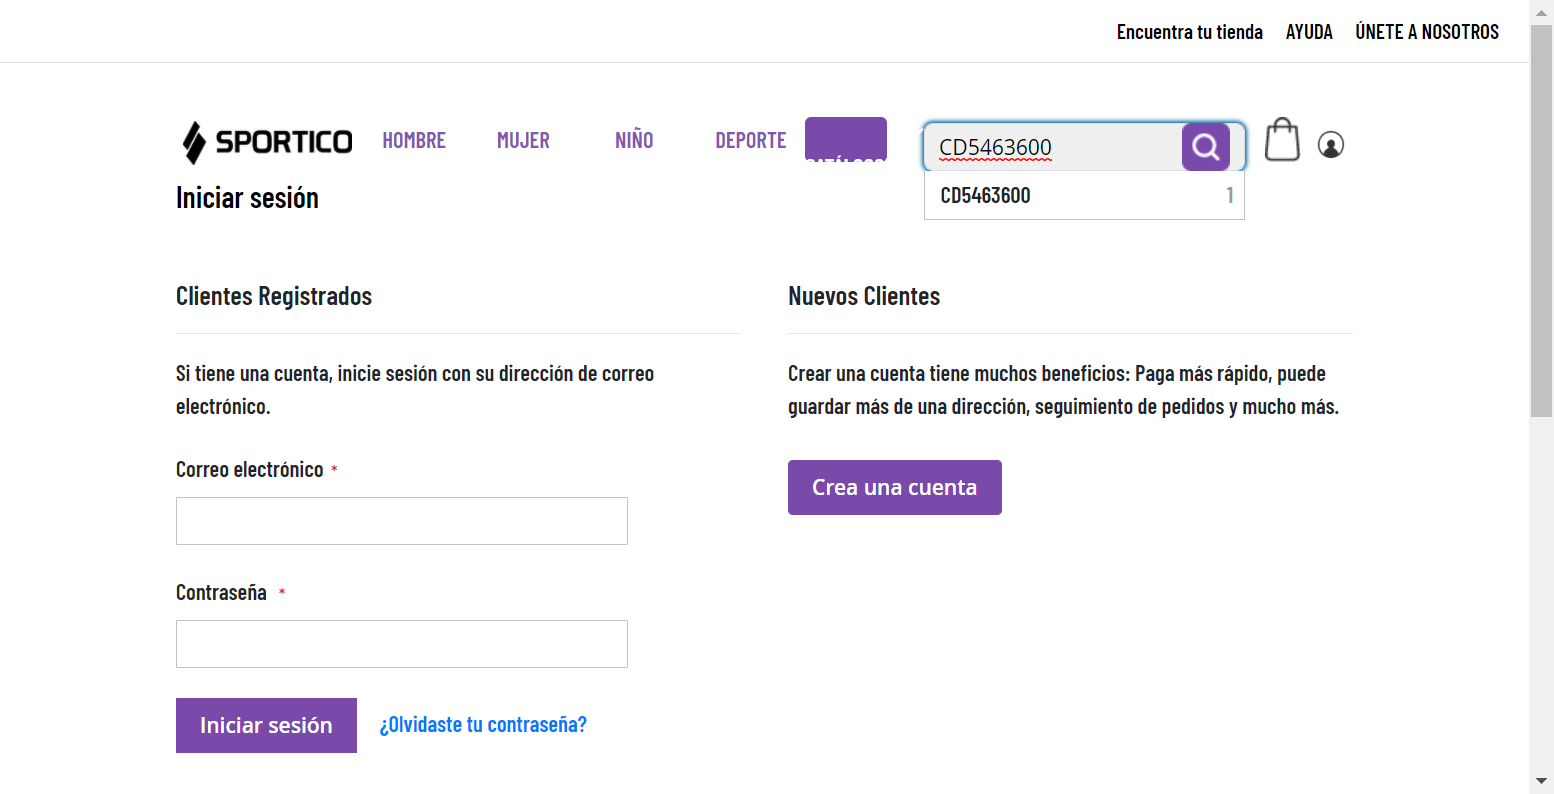 Encuentra tu tienda AYUDA ÚNETE A NOSOTROS
SPORTICO HOMBRE MUJER NIÑO DEPORTE CD5463600
CD5463600 1
Iniciar sesión
Clientes Registrados
Si tiene una cuenta, inicie sesión con su dirección de correo
electrónico.
Correo electrónico *
Contraseña *
Iniciar sesión ¿Olvidaste tu contraseña?
Nuevos Clientes
Crear una cuenta tiene muchos beneficios: Paga más rápido, puede
guardar más de una dirección, seguimiento de pedidos y mucho más.
Crea una cuenta